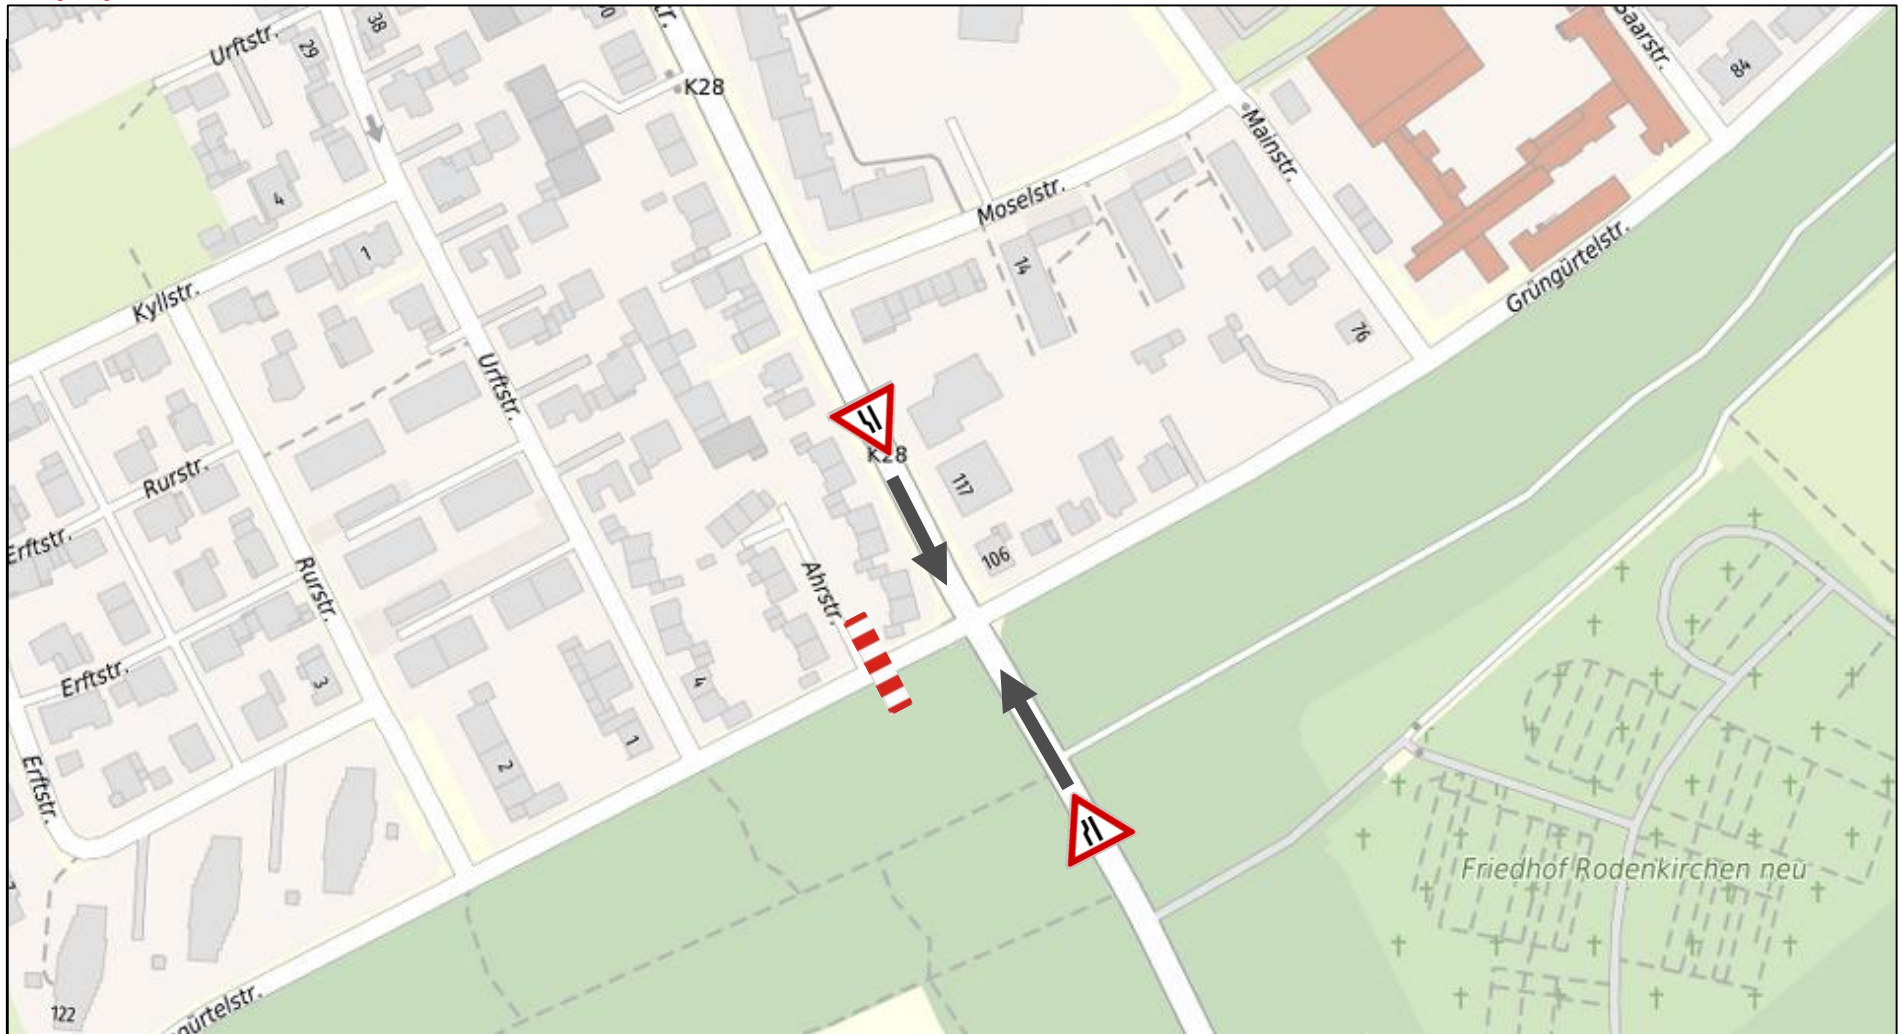 38
30
Urftstr.
29
K28
Saarstr.
84
Mainstr.
4
Moselstr.
1
Kyllstr.
14
Grüngürtelstr.
76
Urftstr.
K28
Rurstr.
117
Erftstr.
106
Rurstr.
Ahrstr.
Erftstr.
3
4
1
2
Erftstr.
Friedhof Rodenkirchen neu
122